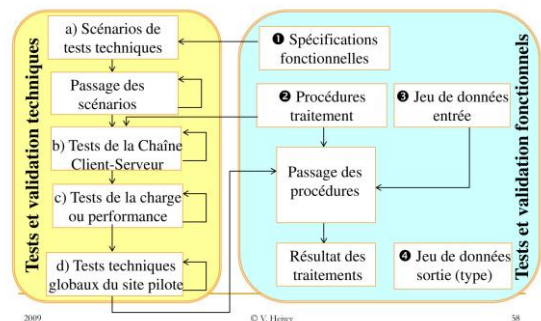 Tests et validation techniques
a) Scénarios de
tests techniques
Passage des
scénarios
b) Tests de la Chaîne
Client-Serveur
c) Tests de la charge
ou performance
d) Tests techniques
globaux du site pilote
❶ Spécifications
fonctionnelles
❷ Procédures
traitement
❸ Jeu de données
entrée
Passage des
procédures
Résultat des
traitements
❹ Jeu de données
sortie (type)
Tests et validation fonctionnels
2009
© V. Heiwy
58